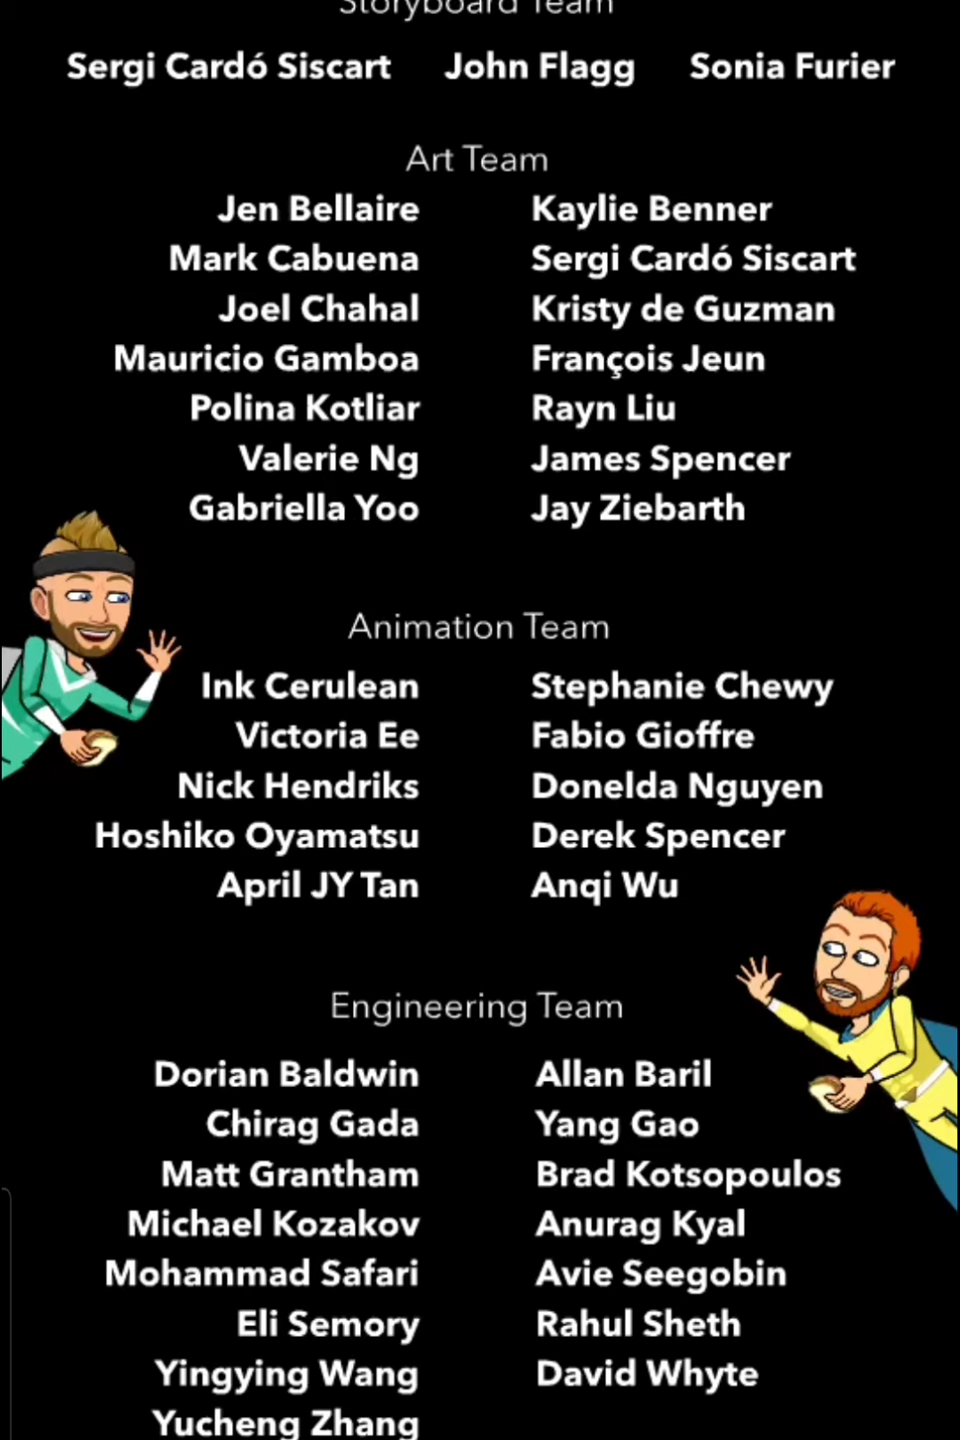 Storyboard Team
Sergi Cardó Siscart John Flagg Sonia Furier
Art Team
Jen Bellaire Kaylie Benner
Mark Cabuena Sergi Cardó Siscart
Joel Chahal Kristy de Guzman
Mauricio Gamboa François Jeun
Polina Kotliar Rayn Liu
Valerie Ng James Spencer
Gabriella Yoo Jay Ziebarth
Animation Team
Ink Cerulean Stephanie Chewy
Victoria Ee Fabio Gioffre
Nick Hendriks Donelda Nguyen
Hoshiko Oyamatsu Derek Spencer
April JY Tan Anqi Wu
Engineering Team
Dorian Baldwin Allan Baril
Chirag Gada Yang Gao
Matt Grantham Brad Kotsopoulos
Michael Kozakov Anurag Kyal
Mohammad Safari Avie Seegobin
Eli Semory Rahul Sheth
Yingying Wang David Whyte
Yucheng Zhang